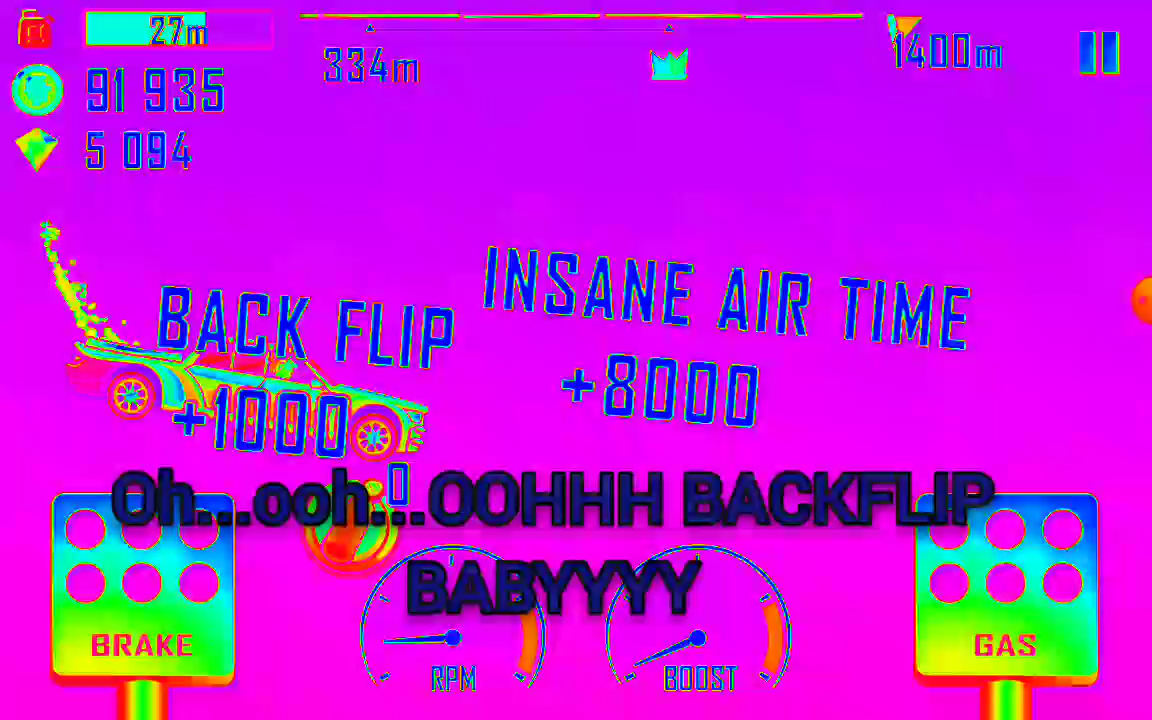 27m
334m
1400m
91 935
5 094
INSANE AIR TIME
+8000
BACK FLIP
+1000
0
Oh...ooh...OOHHH BACKFLIP
BABYYYY
BRAKE
RPM
BOOST
GAS